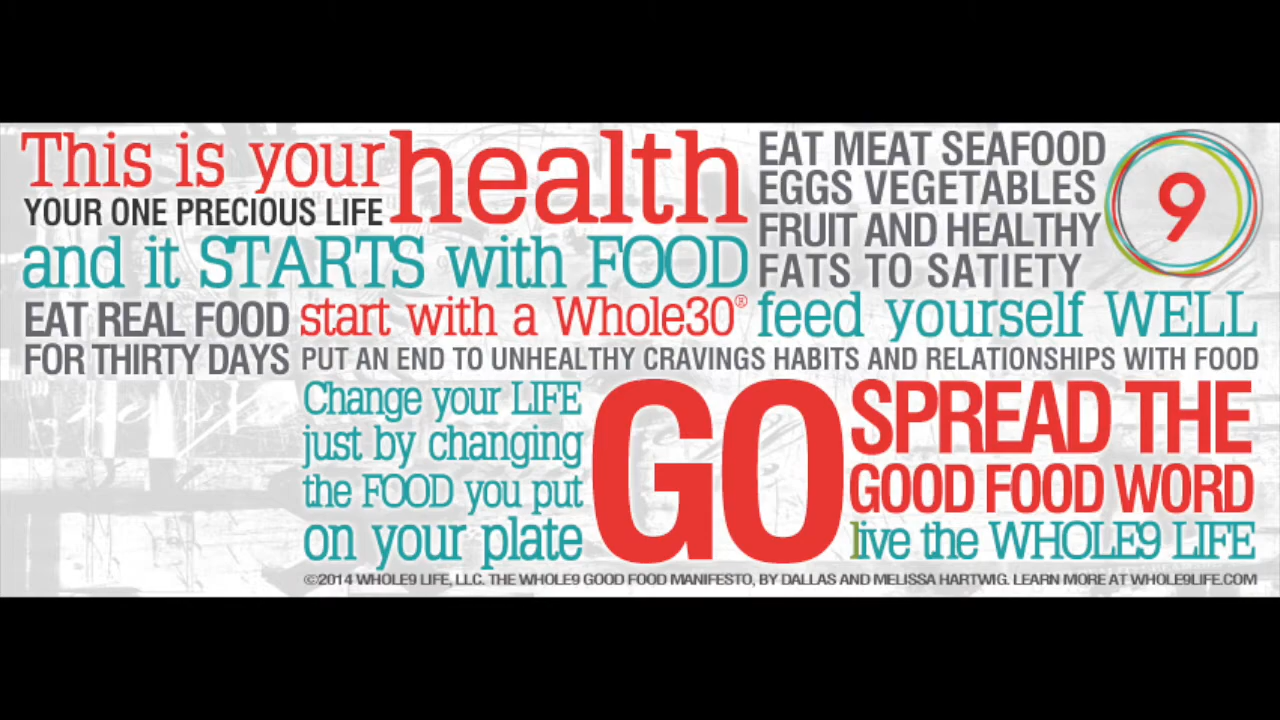 This is your health
YOUR ONE PRECIOUS LIFE
and it STARTS with FOOD
EAT MEAT SEAFOOD
EGGS VEGETABLES
FRUIT AND HEALTHY
FATS TO SATIETY
9
EAT REAL FOOD
FOR THIRTY DAYS
start with a Whole30®
feed yourself WELL
PUT AN END TO UNHEALTHY CRAVINGS HABITS AND RELATIONSHIPS WITH FOOD
Change your LIFE
just by changing
the FOOD you put
on your plate
GO
SPREAD THE
GOOD FOOD WORD
live the WHOLE9 LIFE
©2014 WHOLE9 LIFE, LLC. THE WHOLE9 GOOD FOOD MANIFESTO, BY DALLAS AND MELISSA HARTWIG. LEARN MORE AT WHOLE9LIFE.COM